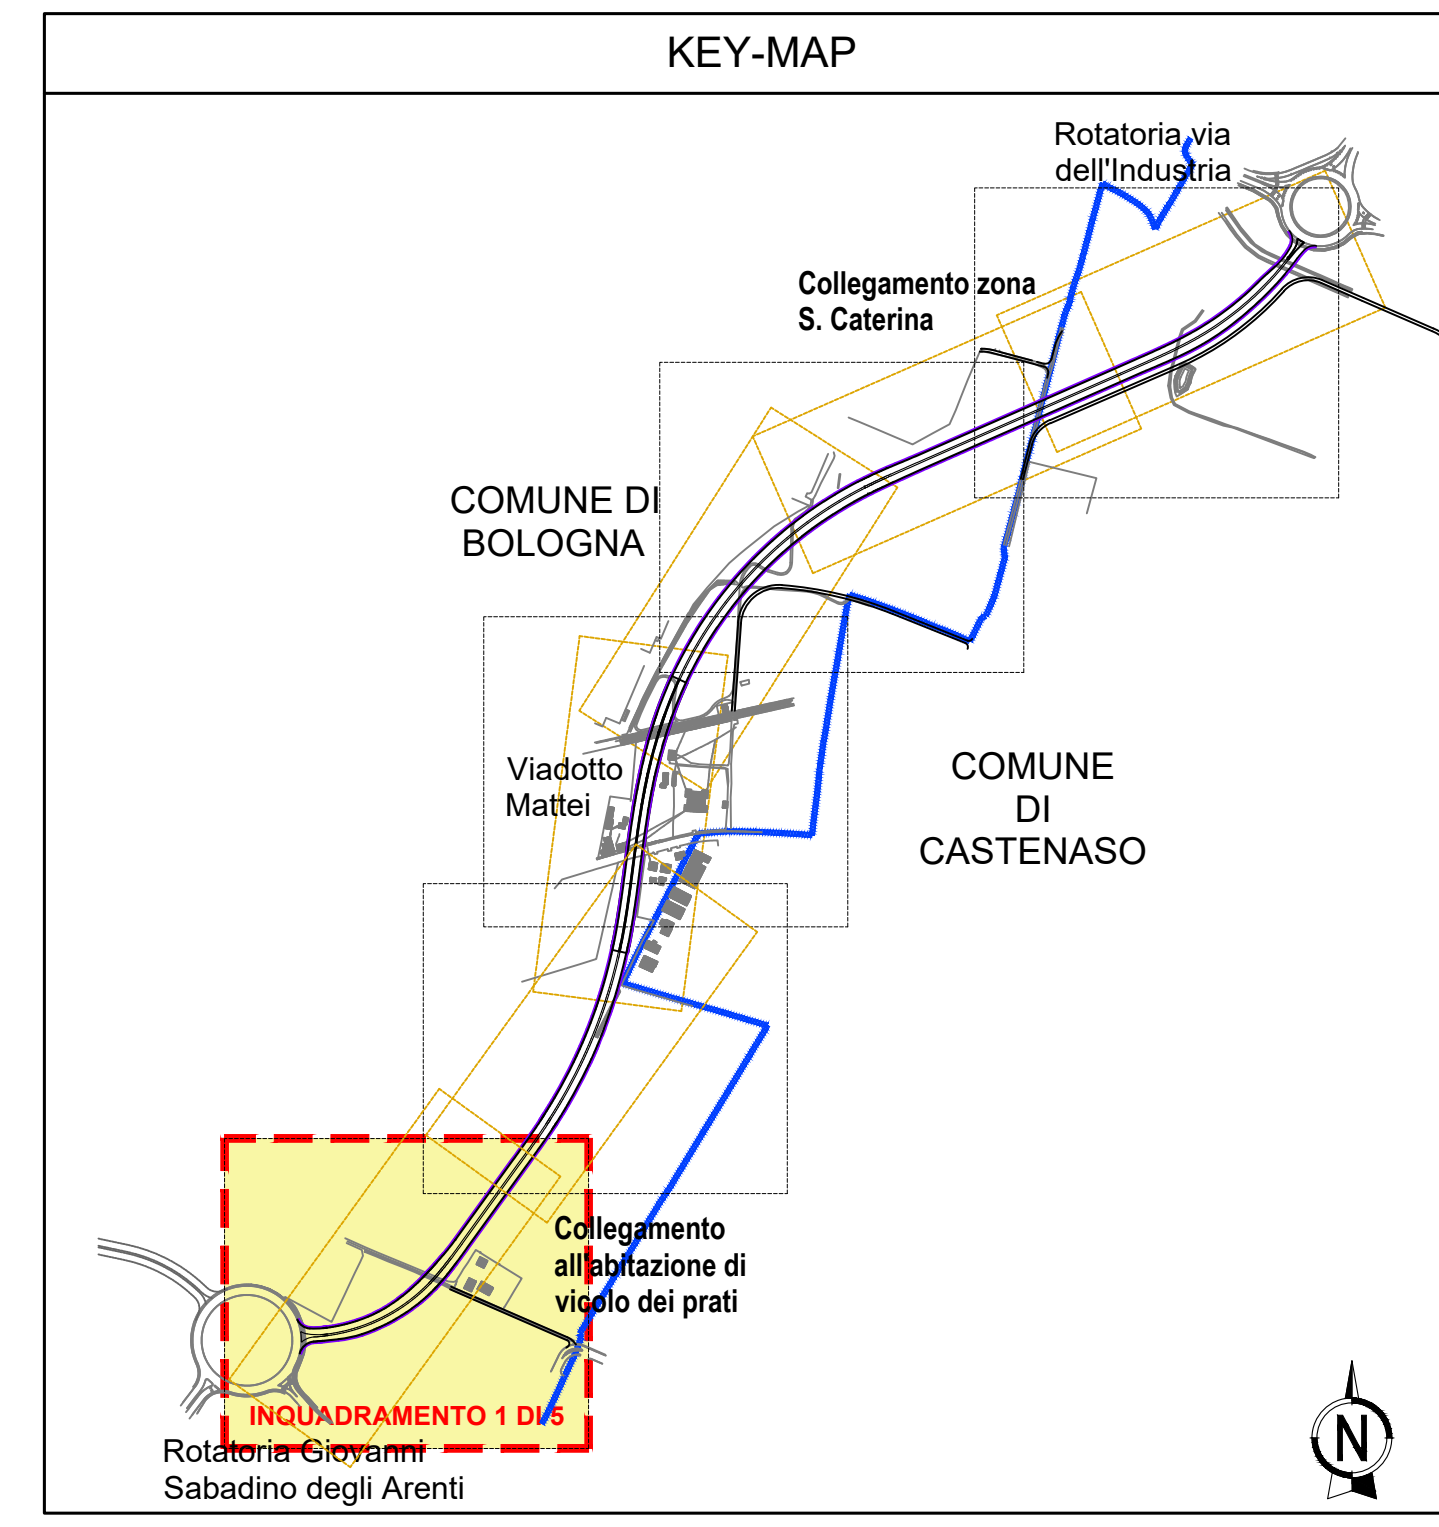 KEY-MAP
Rotatoria via
dell'Industria
Collegamento zona
S. Caterina
COMUNE DI
BOLOGNA
Viadotto
Mattei
COMUNE
DI
CASTENASO
Collegamento
all'abitazione di
vicolo dei prati
INQUADRAMENTO 1 DI 5
Rotatoria Giovanni
Sabadino degli Arenti
N